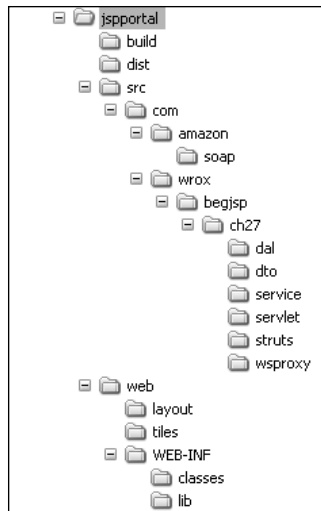 jspportal
build
dist
src
com
amazon
soap
wrox
begjsp
ch27
dal
dto
service
servlet
struts
wsproxy
web
layout
tiles
WEB-INF
classes
lib